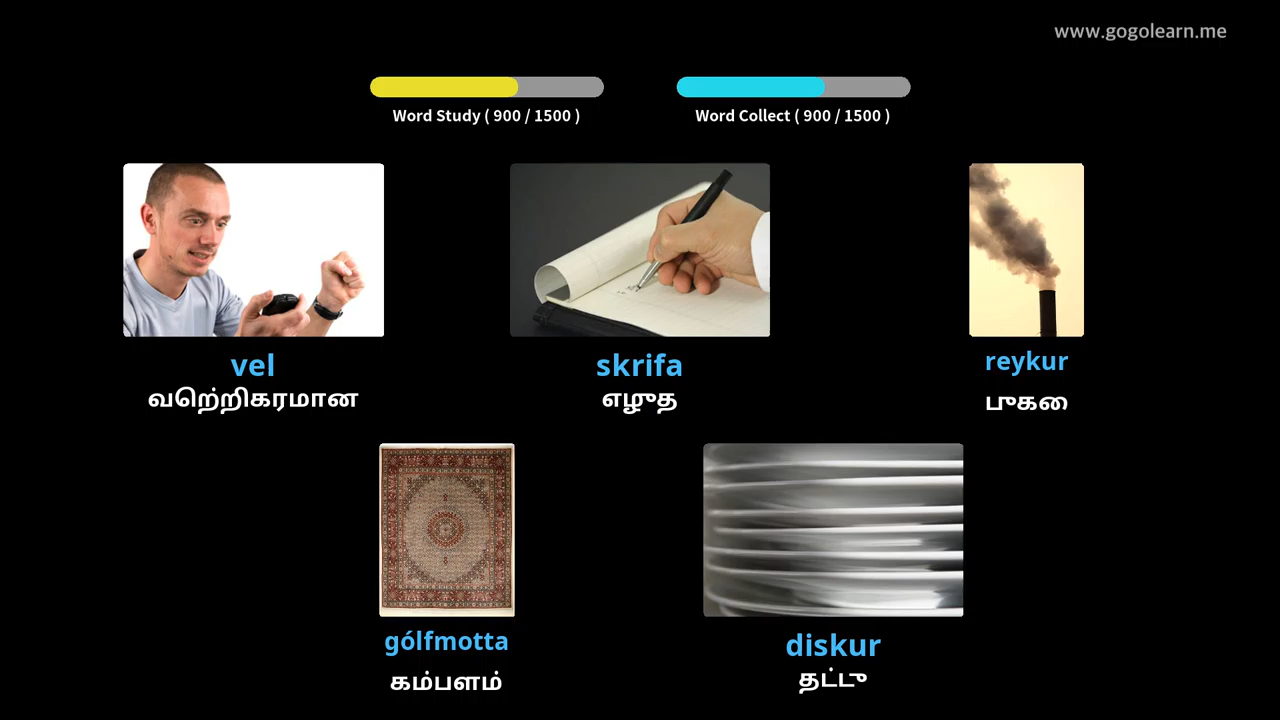 www.gogolearn.me
Word Study ( 900 / 1500 )
Word Collect ( 900 / 1500 )
vel
வெற்றிகரமான
skrifa
எழுத
reykur
புகை
gólfmotta
கம்பளம்
diskur
தட்டு